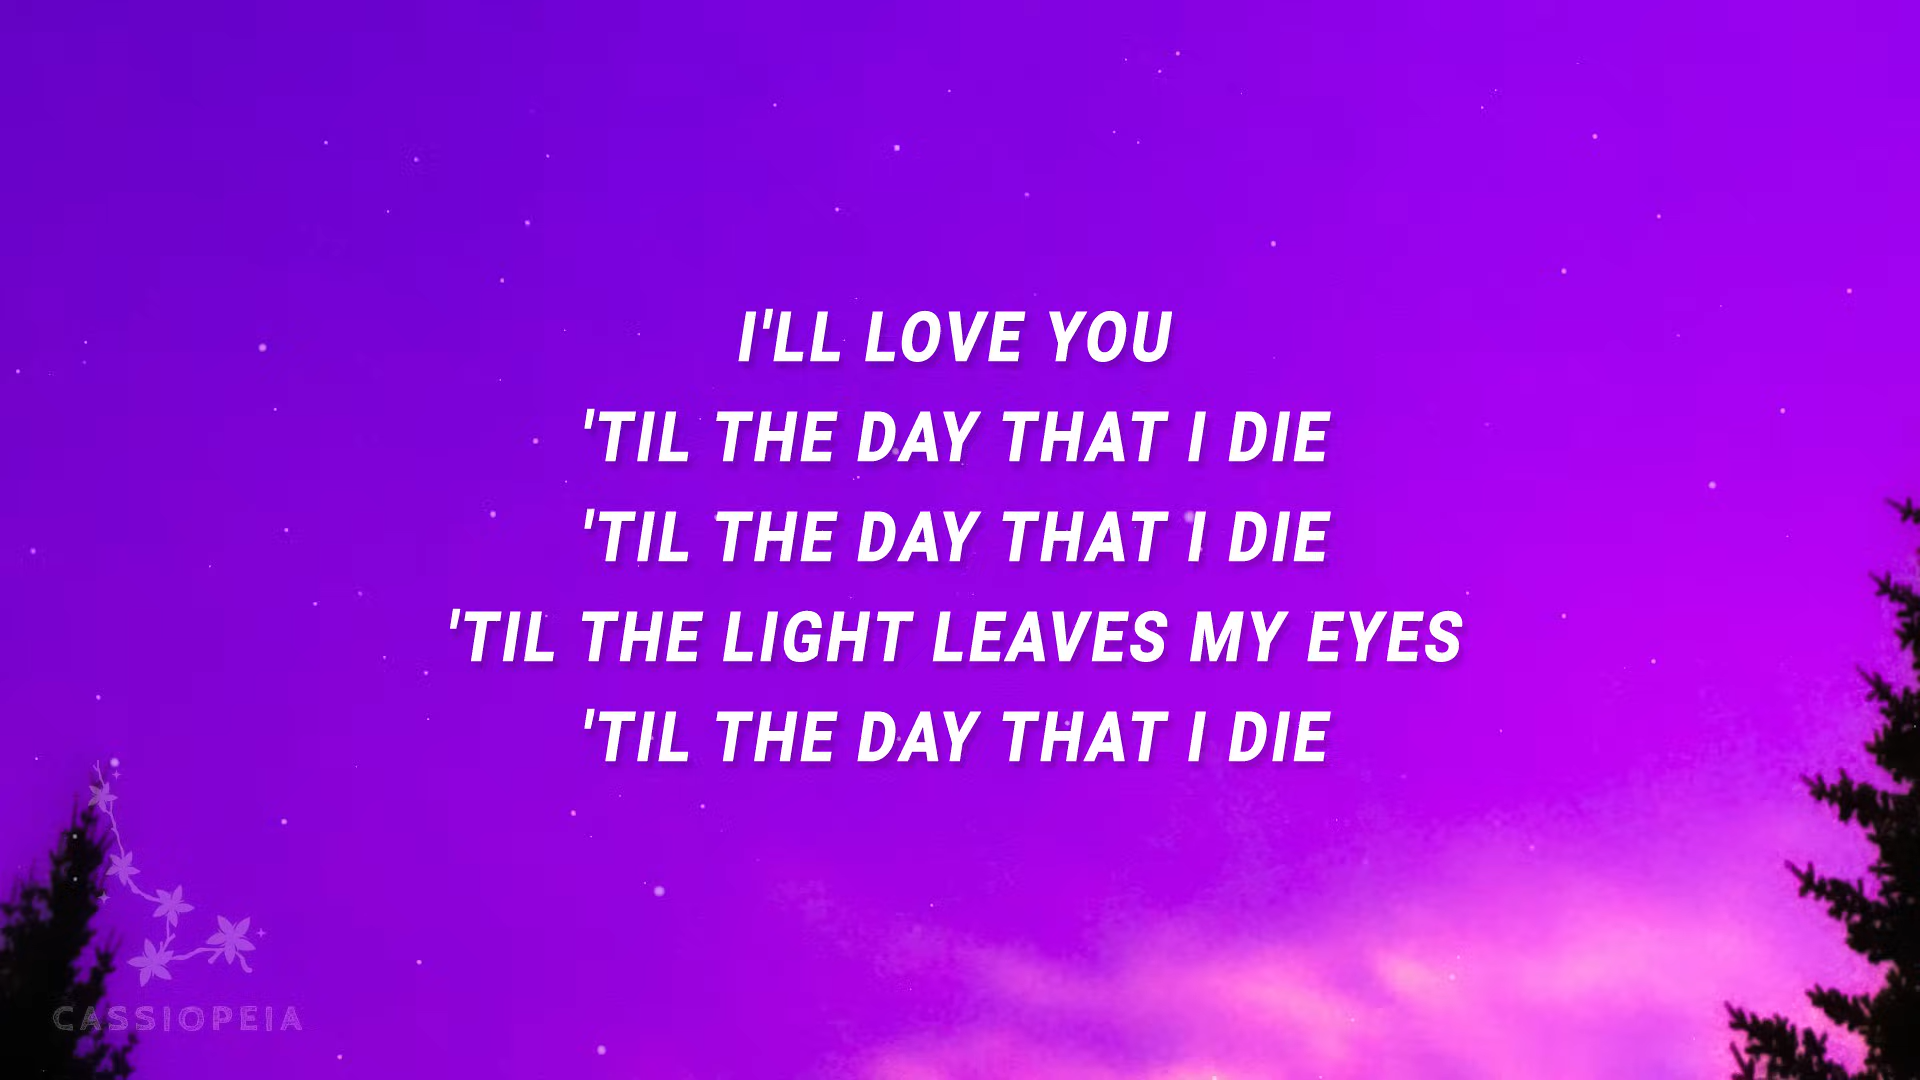 I'LL LOVE YOU
'TIL THE DAY THAT I DIE
'TIL THE DAY THAT I DIE
'TIL THE LIGHT LEAVES MY EYES
'TIL THE DAY THAT I DIE
CASSIOPEIA